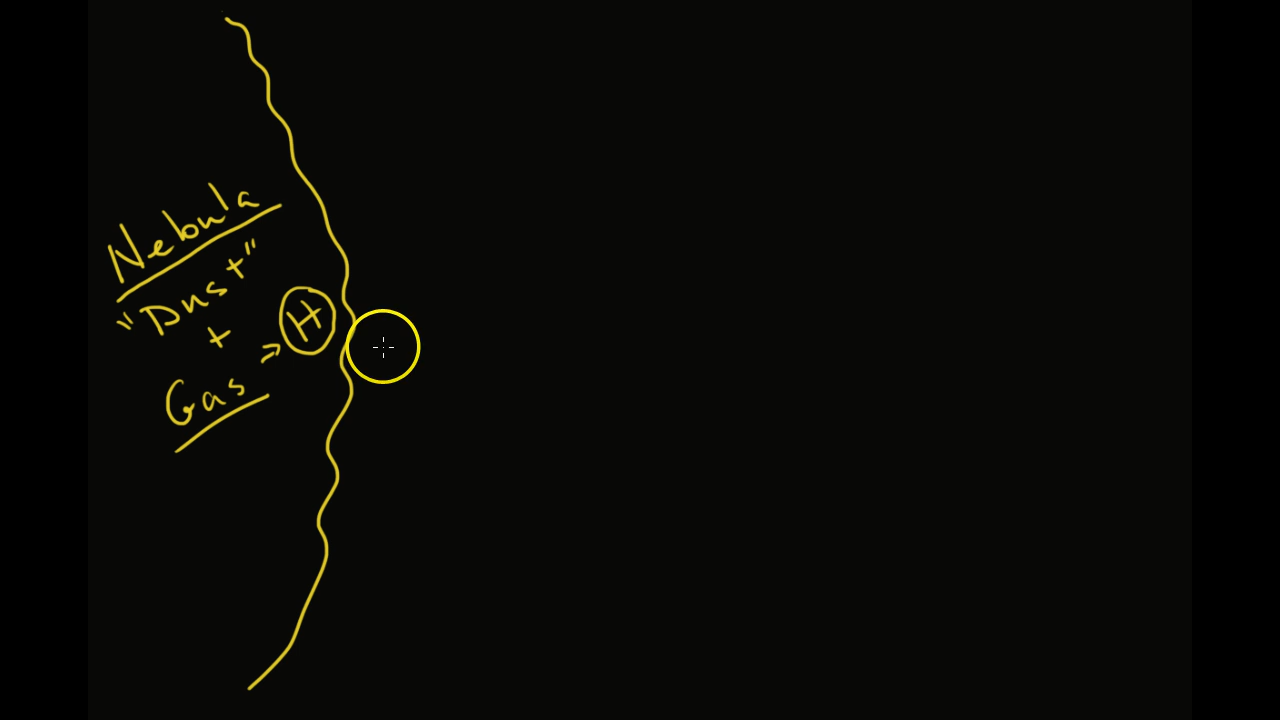 Nebula
"Dust"
+
Gas ⇒ H